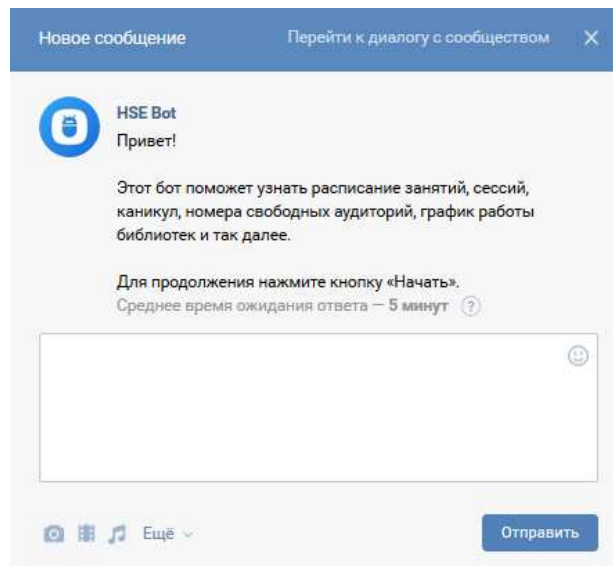 Новое сообщение Перейти к диалогу с сообществом
HSE Bot
Привет!
Этот бот поможет узнать расписание занятий, сессий,
каникул, номера свободных аудиторий, график работы
библиотек и так далее.
Для продолжения нажмите кнопку «Начать».
Среднее время ожидания ответа — 5 минут ?
Ещё Отправить